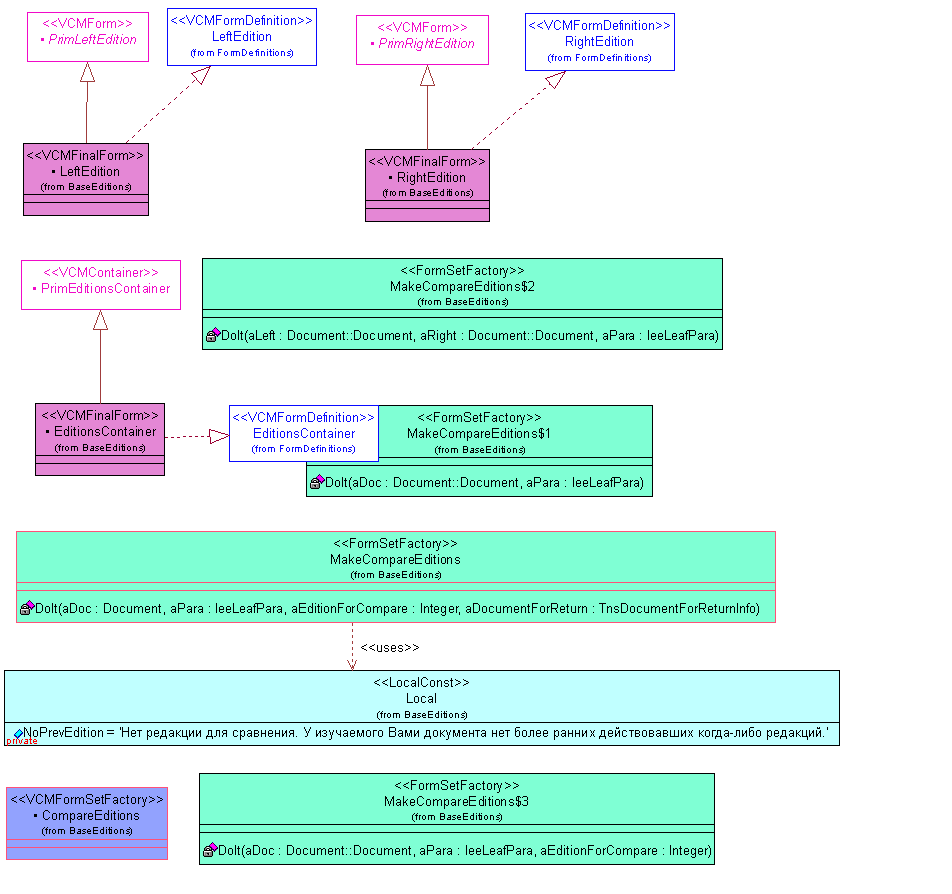 <<VCMForm>>
• PrimLeftEdition
<<VCMFormDefinition>>
LeftEdition
(from FormDefinitions)
<<VCMForm>>
• PrimRightEdition
<<VCMFormDefinition>>
RightEdition
(from FormDefinitions)
<<VCMFinalForm>>
• LeftEdition
(from BaseEditions)
<<VCMFinalForm>>
• RightEdition
(from BaseEditions)
<<VCMContainer>>
• PrimEditionsContainer
<<FormSetFactory>>
MakeCompareEditions$2
(from BaseEditions)
DoIt(aLeft : Document::Document, aRight : Document::Document, aPara : IeeLeafPara)
<<VCMFinalForm>>
• EditionsContainer
(from BaseEditions)
<<VCMFormDefinition>>
EditionsContainer
(from FormDefinitions)
<<FormSetFactory>>
MakeCompareEditions$1
(from BaseEditions)
DoIt(aDoc : Document::Document, aPara : IeeLeafPara)
<<FormSetFactory>>
MakeCompareEditions
(from BaseEditions)
DoIt(aDoc : Document, aPara : IeeLeafPara, aEditionForCompare : Integer, aDocumentForReturn : TnsDocumentForReturnInfo)
<<uses>>
<<LocalConst>>
Local
(from BaseEditions)
NoPrevEdition = 'Нет редакции для сравнения. У изучаемого Вами документа нет более ранних действовавших когда-либо редакций.'
private
<<VCMFormSetFactory>>
• CompareEditions
(from BaseEditions)
<<FormSetFactory>>
MakeCompareEditions$3
(from BaseEditions)
DoIt(aDoc : Document::Document, aPara : IeeLeafPara, aEditionForCompare : Integer)